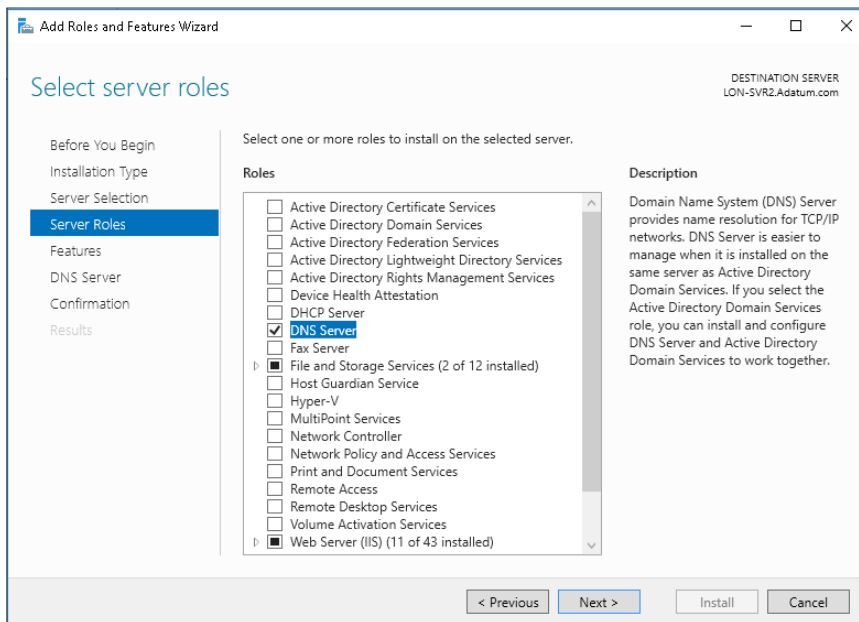 Add Roles and Features Wizard
Select server roles
DESTINATION SERVER
LON-SVR2.Adatum.com
Before You Begin
Installation Type
Server Selection
Server Roles
Features
DNS Server
Confirmation
Results
Select one or more roles to install on the selected server.
Roles
Active Directory Certificate Services
Active Directory Domain Services
Active Directory Federation Services
Active Directory Lightweight Directory Services
Active Directory Rights Management Services
Device Health Attestation
DHCP Server
DNS Server
Fax Server
File and Storage Services (2 of 12 installed)
Host Guardian Service
Hyper-V
MultiPoint Services
Network Controller
Network Policy and Access Services
Print and Document Services
Remote Access
Remote Desktop Services
Volume Activation Services
Web Server (IIS) (11 of 43 installed)
Description
Domain Name System (DNS) Server
provides name resolution for TCP/IP
networks. DNS Server is easier to
manage when it is installed on the
same server as Active Directory
Domain Services. If you select the
Active Directory Domain Services
role, you can install and configure
DNS Server and Active Directory
Domain Services to work together.
< Previous
Next >
Install
Cancel